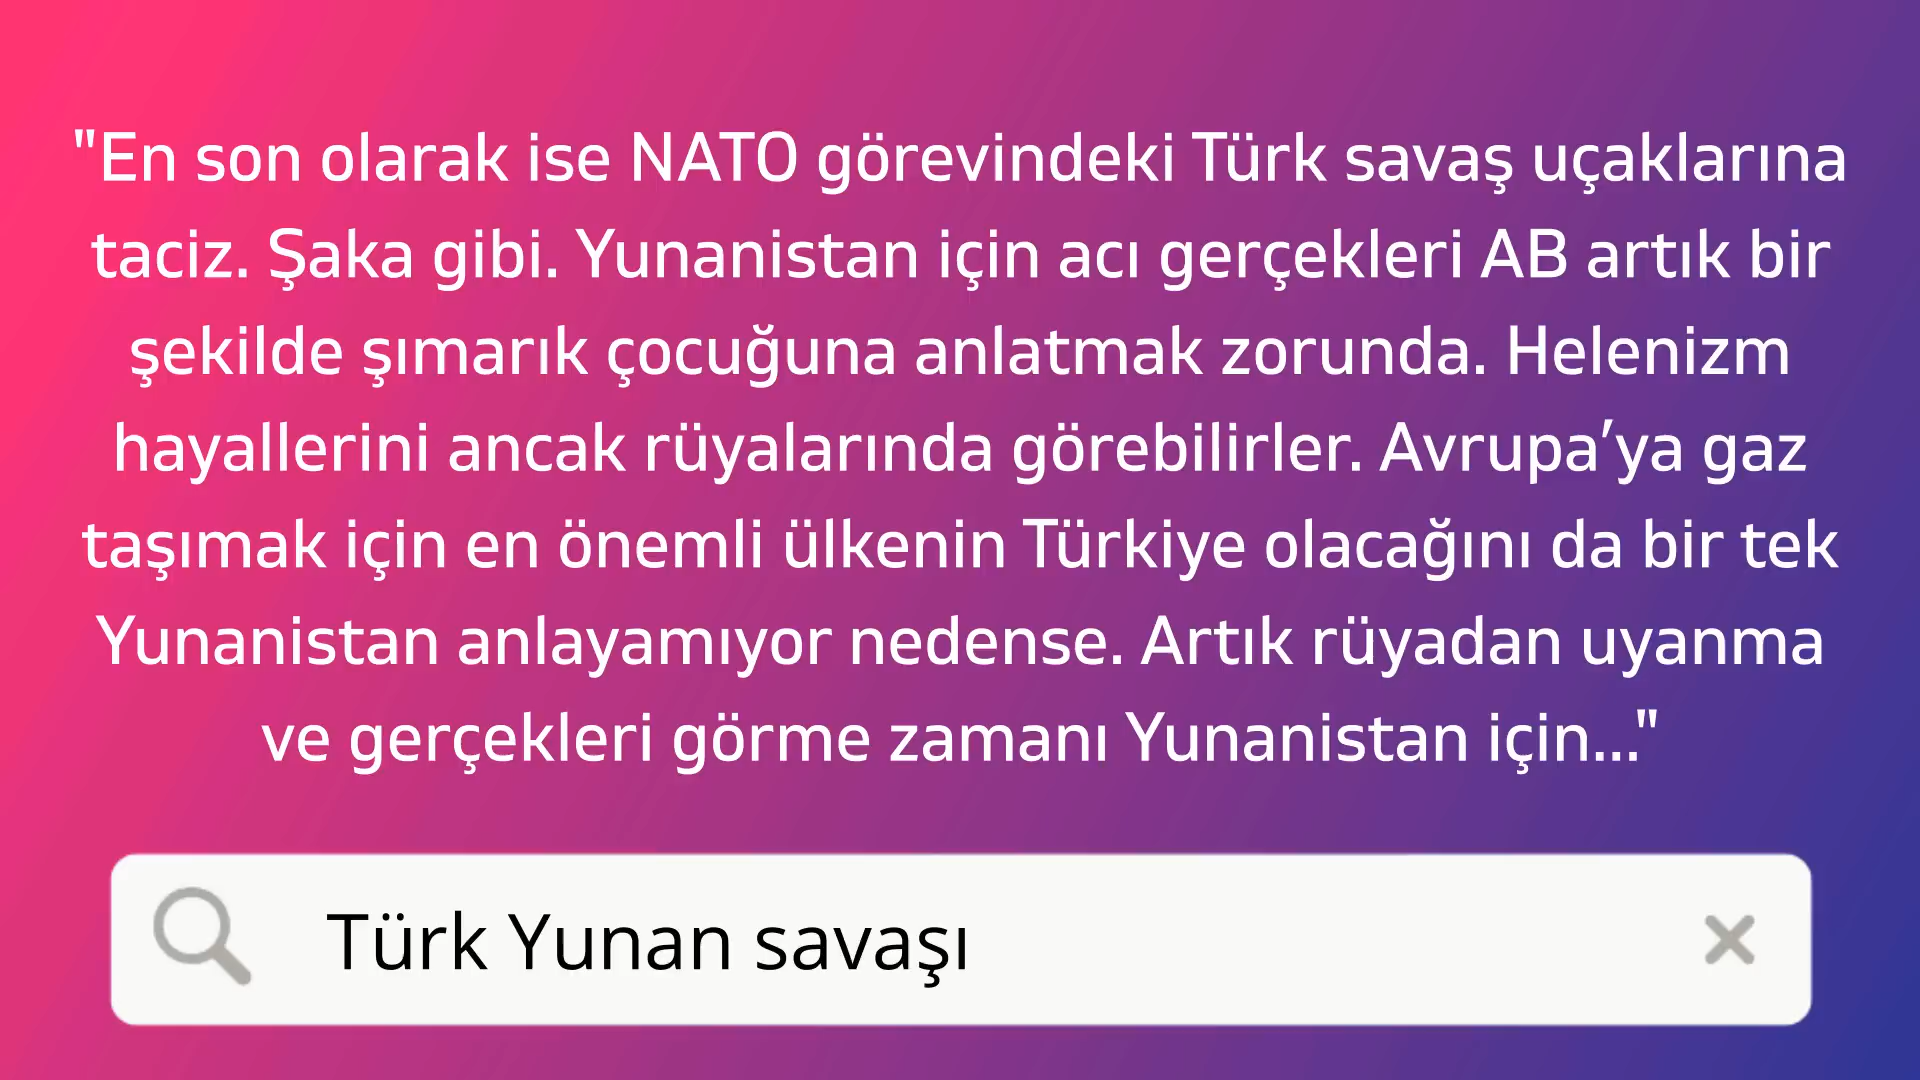 "En son olarak ise NATO görevindeki Türk savaş uçaklarına
taciz. Şaka gibi. Yunanistan için acı gerçekleri AB artık bir
şekilde şımarık çocuğuna anlatmak zorunda. Helenizm
hayallerini ancak rüyalarında görebilirler. Avrupa’ya gaz
taşımak için en önemli ülkenin Türkiye olacağını da bir tek
Yunanistan anlayamıyor nedense. Artık rüyadan uyanma
ve gerçekleri görme zamanı Yunanistan için..."
Türk Yunan savaşı